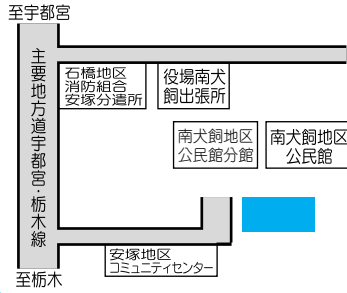 至宇都宮
主要地方道宇都宮・栃木線
石橋地区
消防組合
安塚分遣所
役場南犬
飼出張所
南犬飼地区
公民館分館
南犬飼地区
公民館
安塚地区
コミュニティセンター
至栃木